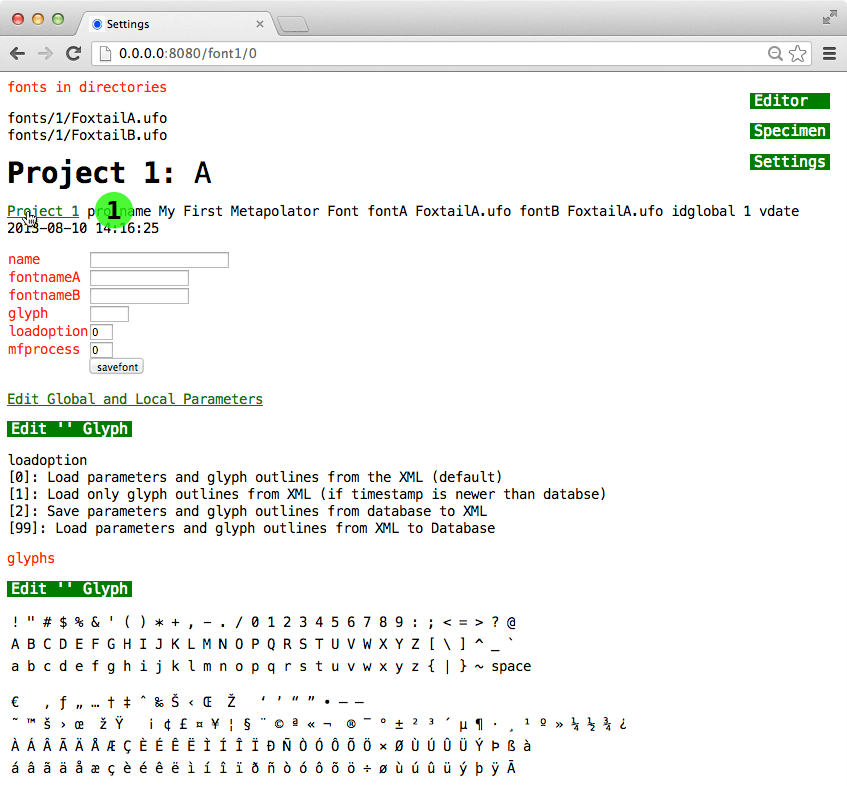 Settings
0.0.0.0:8080/font1/0
fonts in directories
Editor
fonts/1/FoxtailA.ufo
fonts/1/FoxtailB.ufo
Specimen
Settings
Project 1: A
Project 1 1 name My First Metapolator Font fontA FoxtailA.ufo fontB FoxtailA.ufo idglobal 1 vdate
2013-08-10 14:16:25
name
fontnameA
fontnameB
glyph
loadoption 0
mfprocess 0
savefont
Edit Global and Local Parameters
Edit '' Glyph
loadoption
[0]: Load parameters and glyph outlines from the XML (default)
[1]: Load only glyph outlines from XML (if timestamp is newer than databse)
[2]: Save parameters and glyph outlines from database to XML
[99]: Load parameters and glyph outlines from XML to Database
glyphs
Edit '' Glyph
! " # $ % & ' ( ) * + , - . / 0 1 2 3 4 5 6 7 8 9 : ; < = > ? @
A B C D E F G H I J K L M N O P Q R S T U V W X Y Z [ \ ] ^ _ `
a b c d e f g h i j k l m n o p q r s t u v w x y z { | } ~ space
€ ‚ ƒ „ … † ‡ ˆ ‰ Š ‹ Œ Ž ‘ ’ “ ” • – —
˜ ™ š › œ ž Ÿ ¡ ¢ £ ¤ ¥ ¦ § ¨ © ª « ¬ ® ¯ ° ± ² ³ ´ µ ¶ · ¸ ¹ º » ¼ ½ ¾ ¿
À Á Â Ã Ä Å Æ Ç È É Ê Ë Ì Í Î Ï Ð Ñ Ò Ó Ô Õ Ö × Ø Ù Ú Û Ü Ý Þ ß à
á â ã ä å æ ç è é ê ë ì í î ï ð ñ ò ó ô õ ö ÷ ø ù ú û ü ý þ ÿ Ā